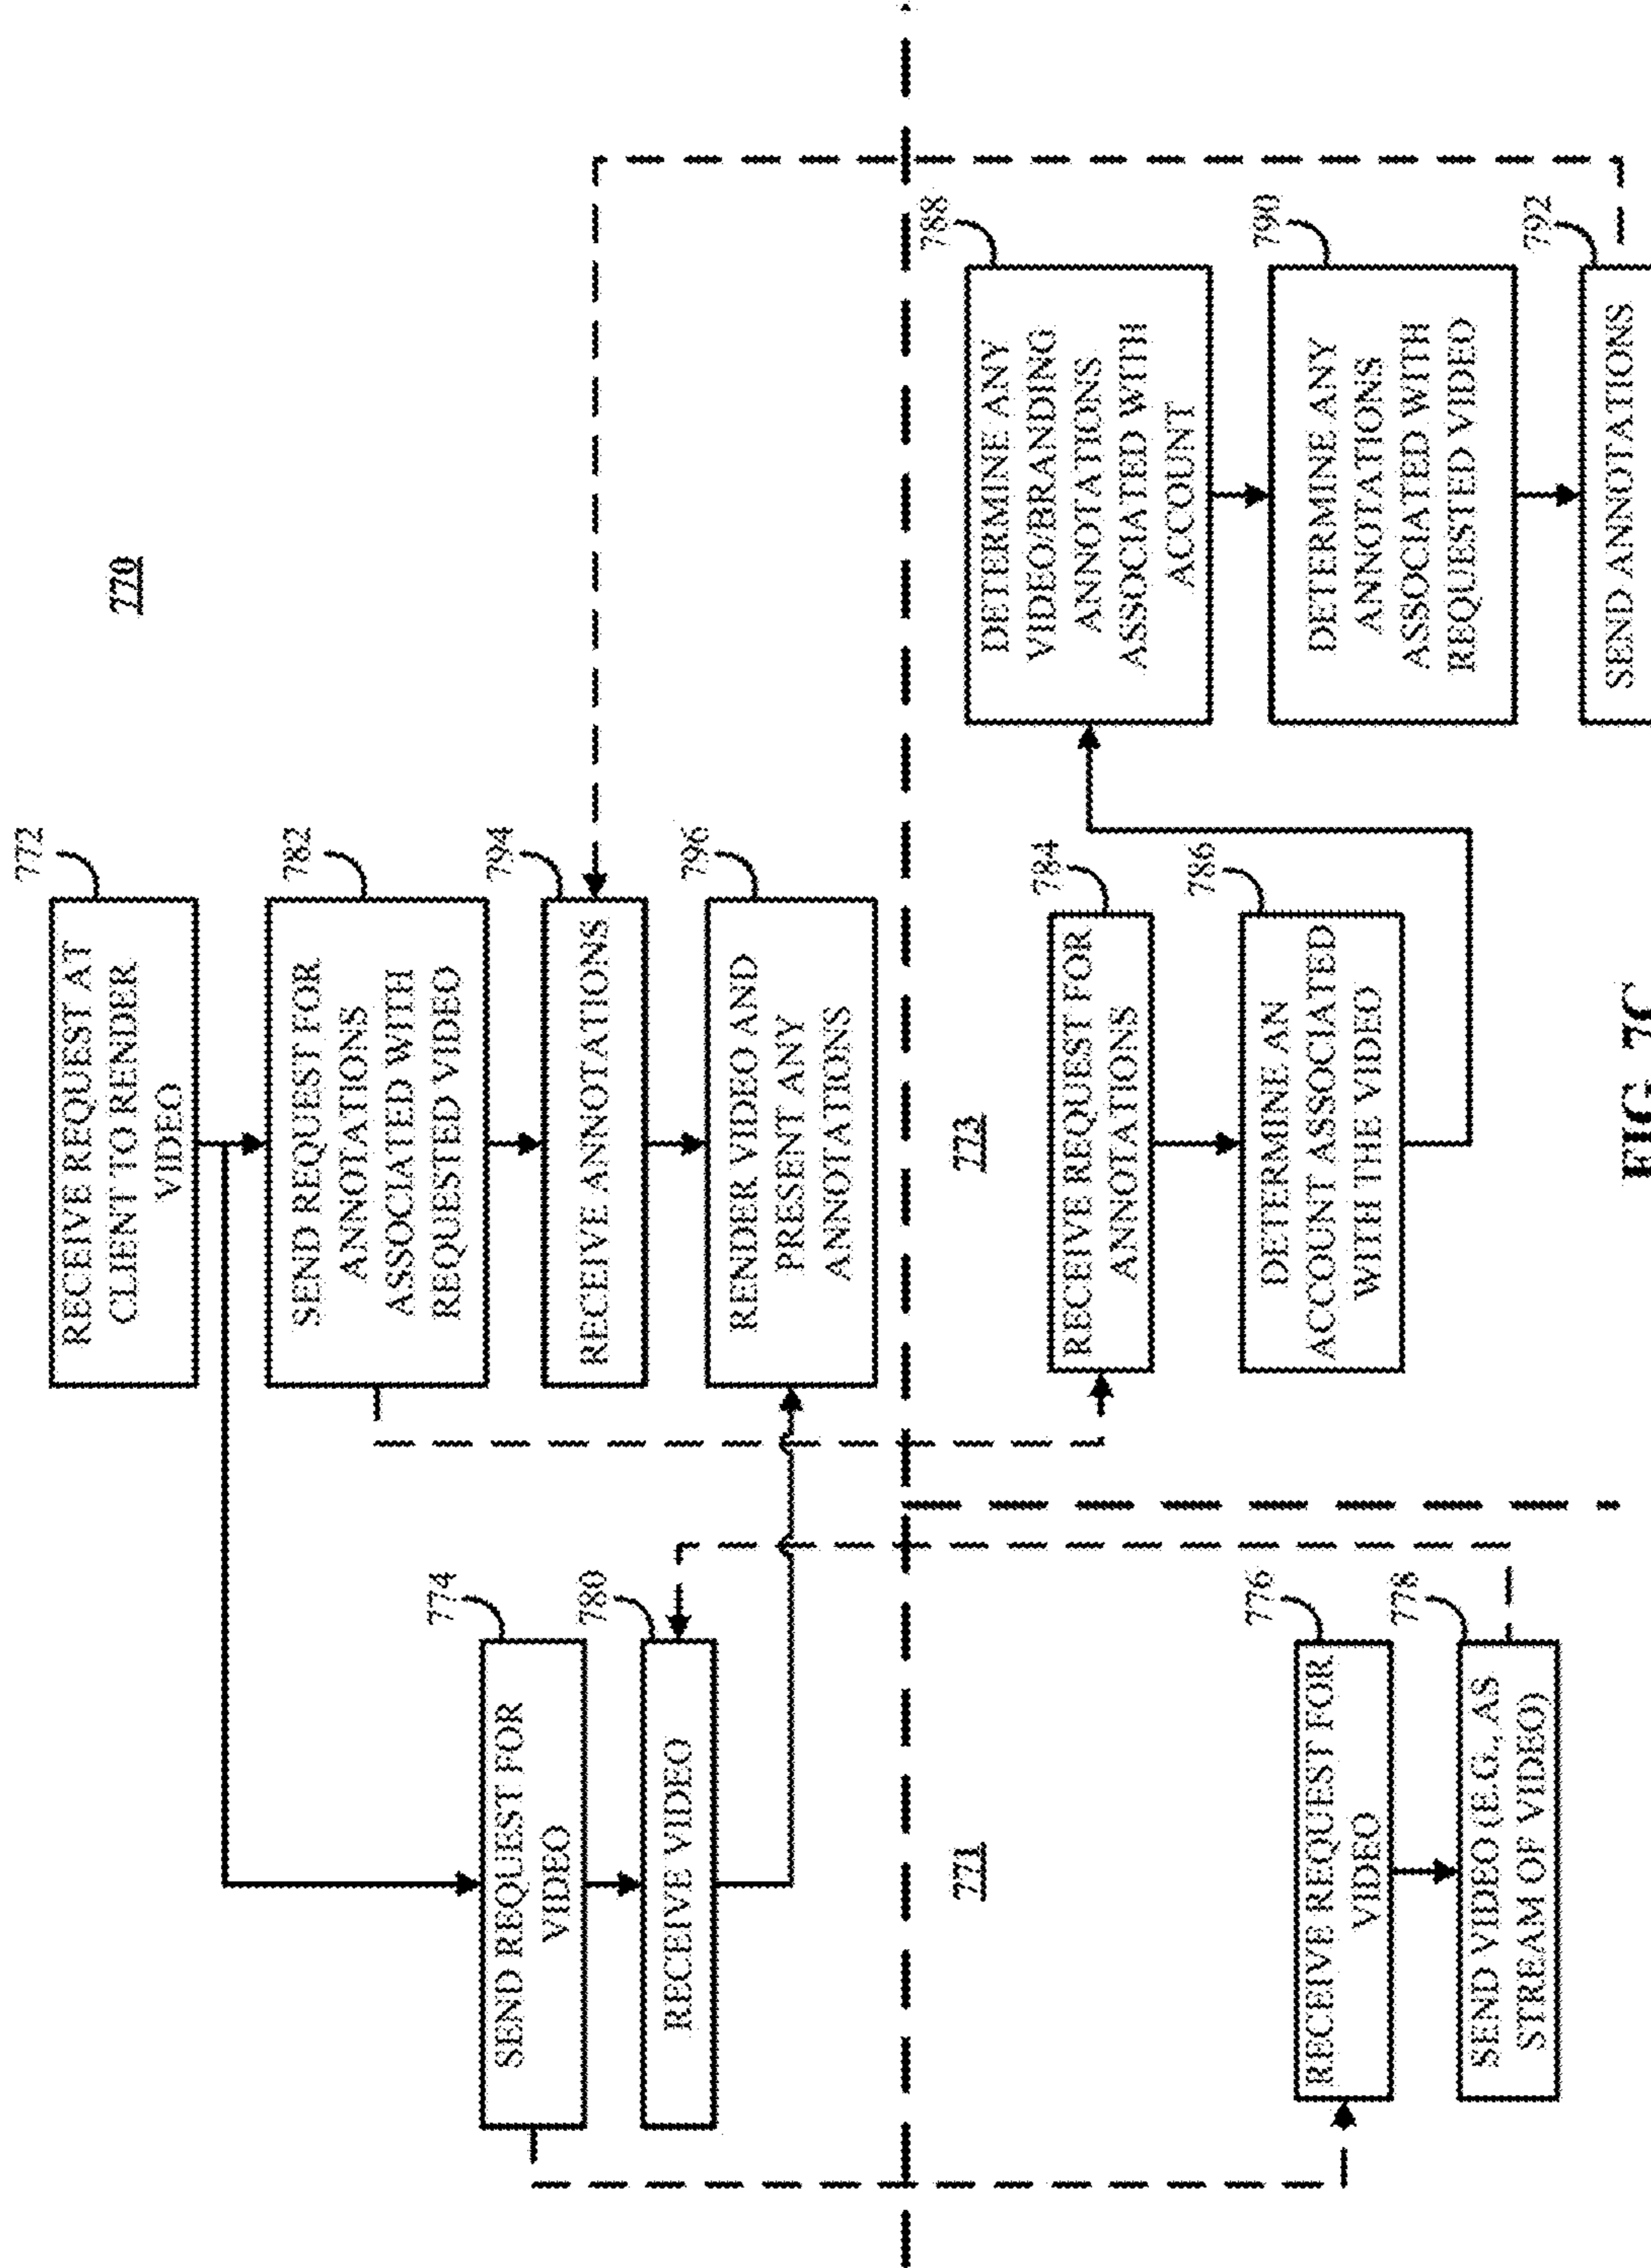 770
772
RECEIVE REQUEST AT
CLIENT TO RENDER
VIDEO
774
SEND REQUEST FOR
VIDEO
780
RECEIVE VIDEO
782
SEND REQUEST FOR
ANNOTATIONS
ASSOCIATED WITH
REQUESTED VIDEO
794
RECEIVE ANNOTATIONS
796
RENDER VIDEO AND
PRESENT ANY
ANNOTATIONS
771
776
RECEIVE REQUEST FOR
VIDEO
778
SEND VIDEO (E.G., AS
STREAM OF VIDEO)
773
784
RECEIVE REQUEST FOR
ANNOTATIONS
786
DETERMINE AN
ACCOUNT ASSOCIATED
WITH THE VIDEO
788
DETERMINE ANY
VIDEO/BRANDING
ANNOTATIONS
ASSOCIATED WITH
ACCOUNT
790
DETERMINE ANY
ANNOTATIONS
ASSOCIATED WITH
REQUESTED VIDEO
792
SEND ANNOTATIONS
FIG 7C